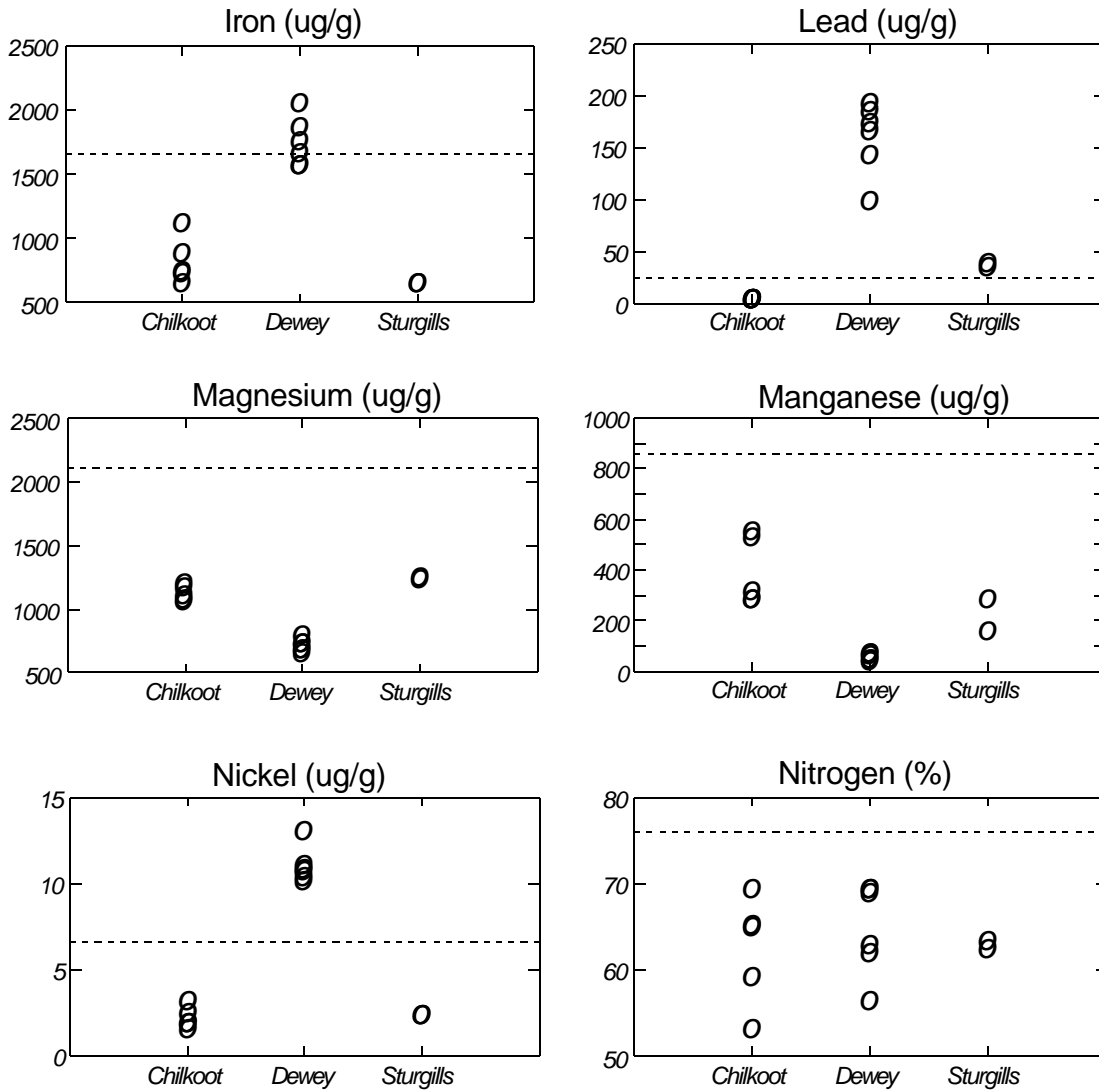 Iron (ug/g)
2500
2000
1500
1000
500
Chilkoot Dewey Sturgills
Lead (ug/g)
250
200
150
100
50
0
Chilkoot Dewey Sturgills
Magnesium (ug/g)
2500
2000
1500
1000
500
Chilkoot Dewey Sturgills
Manganese (ug/g)
1000
800
600
400
200
0
Chilkoot Dewey Sturgills
Nickel (ug/g)
15
10
5
0
Chilkoot Dewey Sturgills
Nitrogen (%)
80
70
60
50
Chilkoot Dewey Sturgills